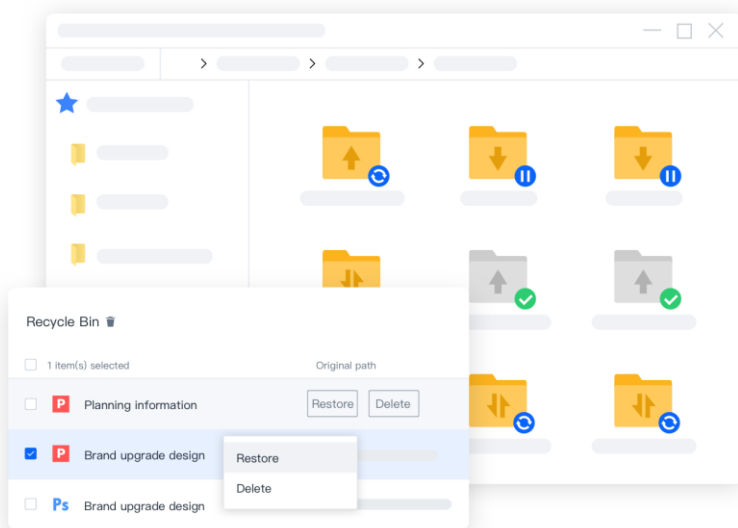 Recycle Bin
1 item(s) selected Original path
P Planning information Restore Delete
P Brand upgrade design
Restore
Delete
Ps Brand upgrade design